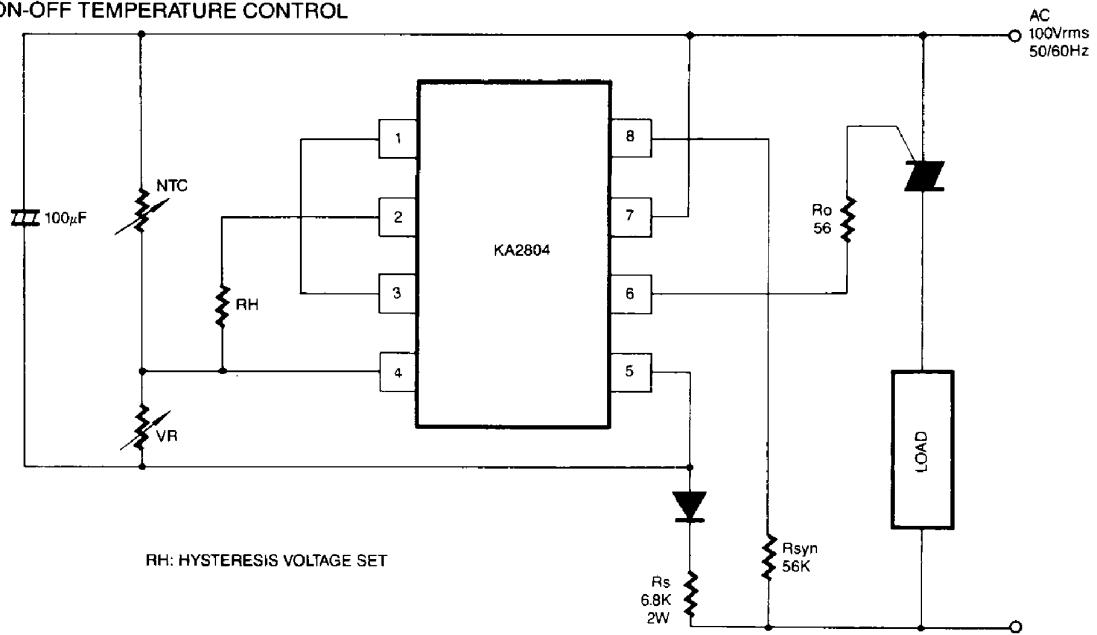 ON-OFF TEMPERATURE CONTROL
AC
100Vrms
50/60Hz
1
8
NTC
100µF
2
7
Ro
56
KA2804
RH
3
6
4
5
VR
LOAD
RH: HYSTERESIS VOLTAGE SET
Rsyn
56K
Rs
6.8K
2W